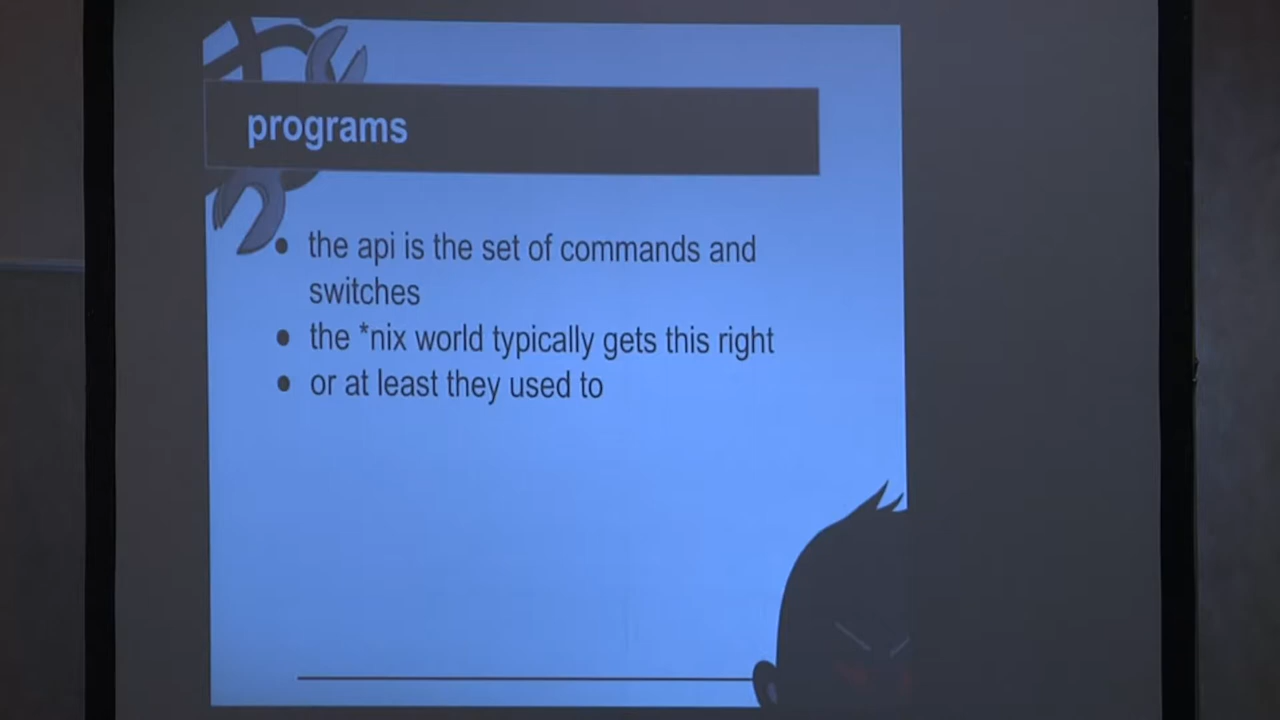 programs
• the api is the set of commands and
switches
• the *nix world typically gets this right
• or at least they used to